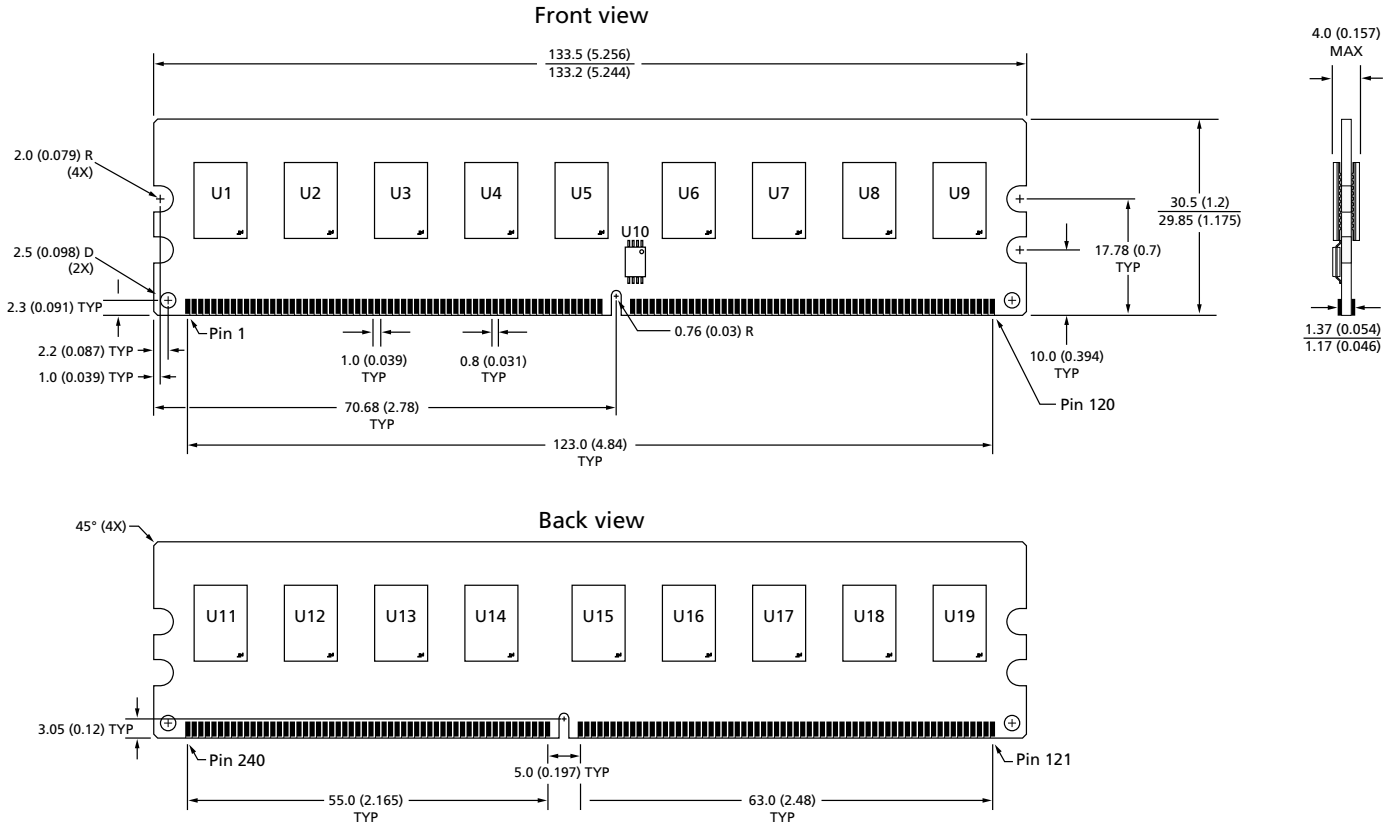 Front view
133.5 (5.256)
133.2 (5.244)
4.0 (0.157)
MAX
2.0 (0.079) R
(4X)
U1
U2
U3
U4
U5
U6
U7
U8
U9
U10
30.5 (1.2)
29.85 (1.175)
17.78 (0.7)
TYP
2.5 (0.098) D
(2X)
2.3 (0.091) TYP
Pin 1
0.76 (0.03) R
2.2 (0.087) TYP
1.0 (0.039)
TYP
0.8 (0.031)
TYP
10.0 (0.394)
TYP
1.37 (0.054)
1.17 (0.046)
1.0 (0.039) TYP
70.68 (2.78)
TYP
Pin 120
123.0 (4.84)
TYP
Back view
45° (4X)
U11
U12
U13
U14
U15
U16
U17
U18
U19
3.05 (0.12) TYP
Pin 240
Pin 121
5.0 (0.197) TYP
55.0 (2.165)
TYP
63.0 (2.48)
TYP